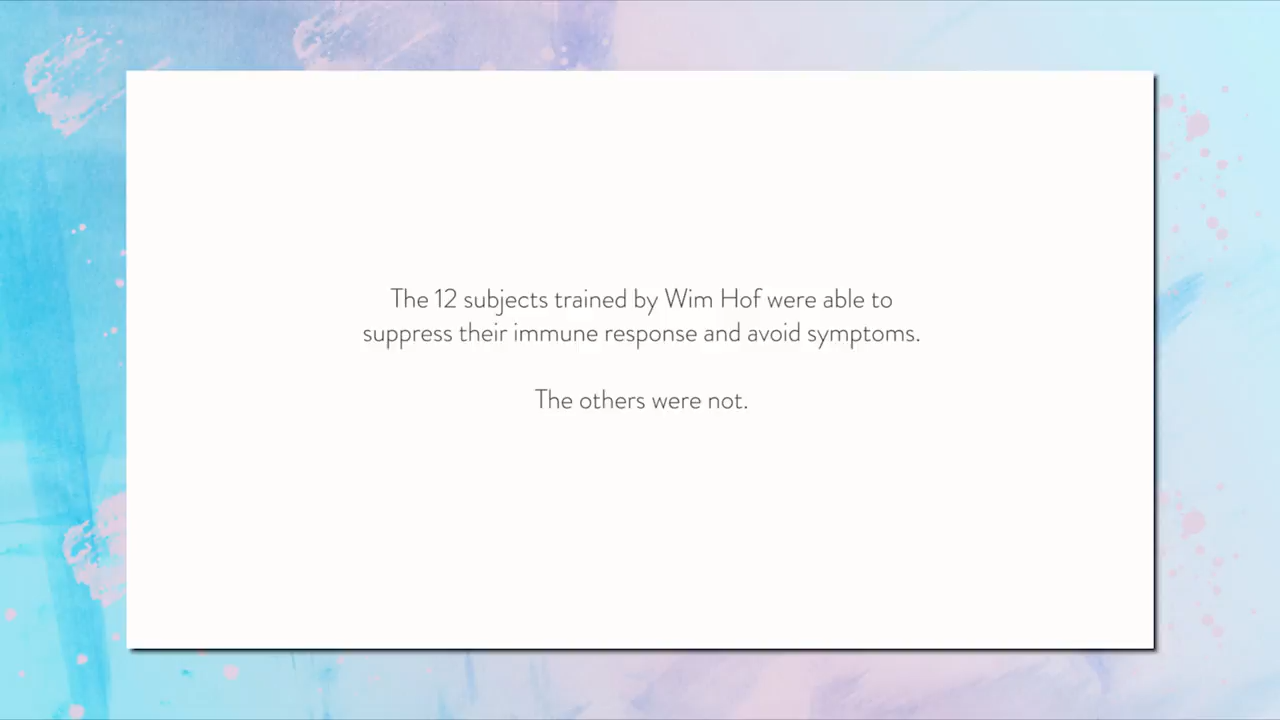 The 12 subjects trained by Wim Hof were able to
suppress their immune response and avoid symptoms.
The others were not.